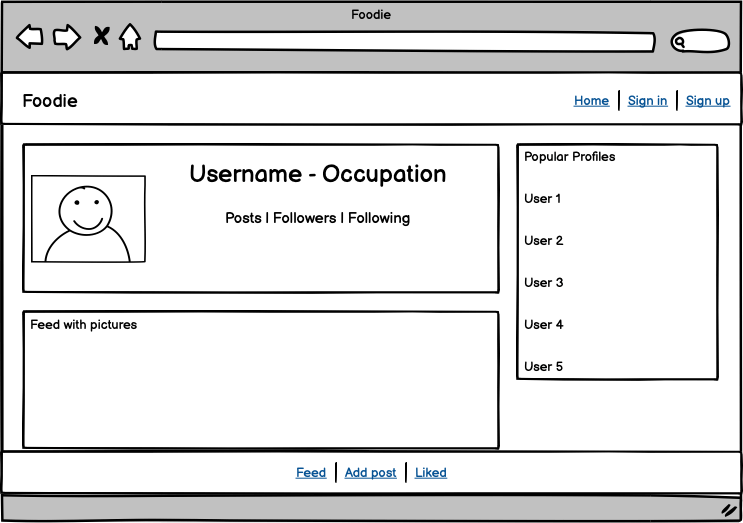 Foodie
Foodie
Home | Sign in | Sign up
Username - Occupation
Posts | Followers | Following
Popular Profiles
User 1
User 2
User 3
User 4
User 5
Feed with pictures
Feed | Add post | Liked